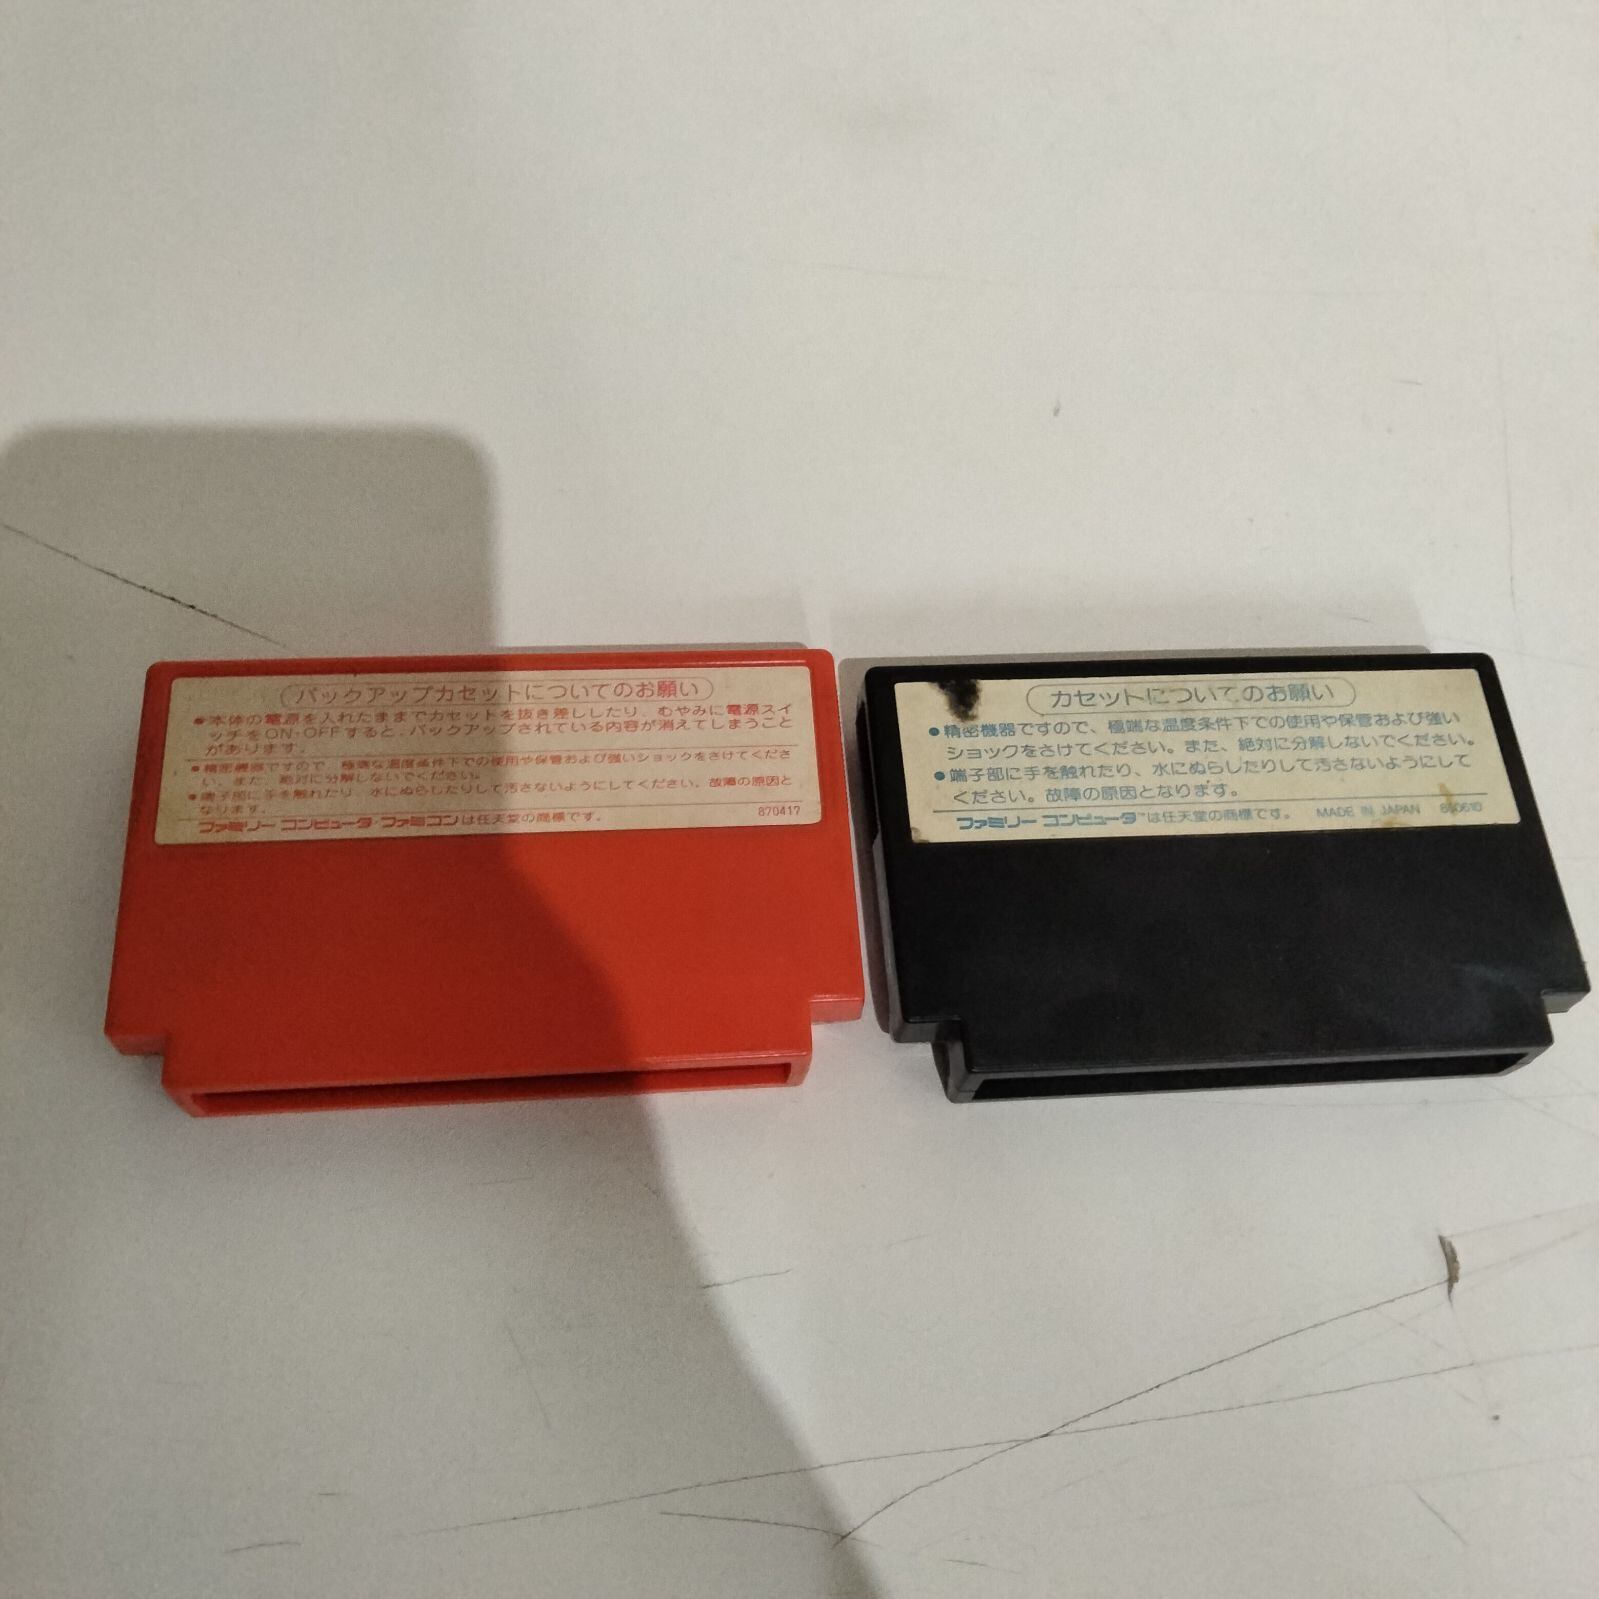 バックアップカセットについてのお願い
●本体の電源を入れたままでカセットを抜き差ししたり、むやみに電源スイ
ッチをON・OFFすると、バックアップされている内容が消えてしまうこと
があります。
●精密機器ですので、極端な温度条件下での使用や保管および強いショックをさけてくださ
い。また、絶対に分解しないでください。
●端子部に手を触れたり、水にぬらしたりして汚さないようにしてください。故障の原因と
なります。
870417
ファミリーコンピュータ・ファミコンは任天堂の商標です。
カセットについてのお願い
●精密機器ですので、極端な温度条件下での使用や保管および強い
ショックをさけてください。また、絶対に分解しないでください。
●端子部に手を触れたり、水にぬらしたりして汚さないようにして
ください。故障の原因となります。
ファミリー コンピュータ™は任天堂の商標です。 MADE IN JAPAN